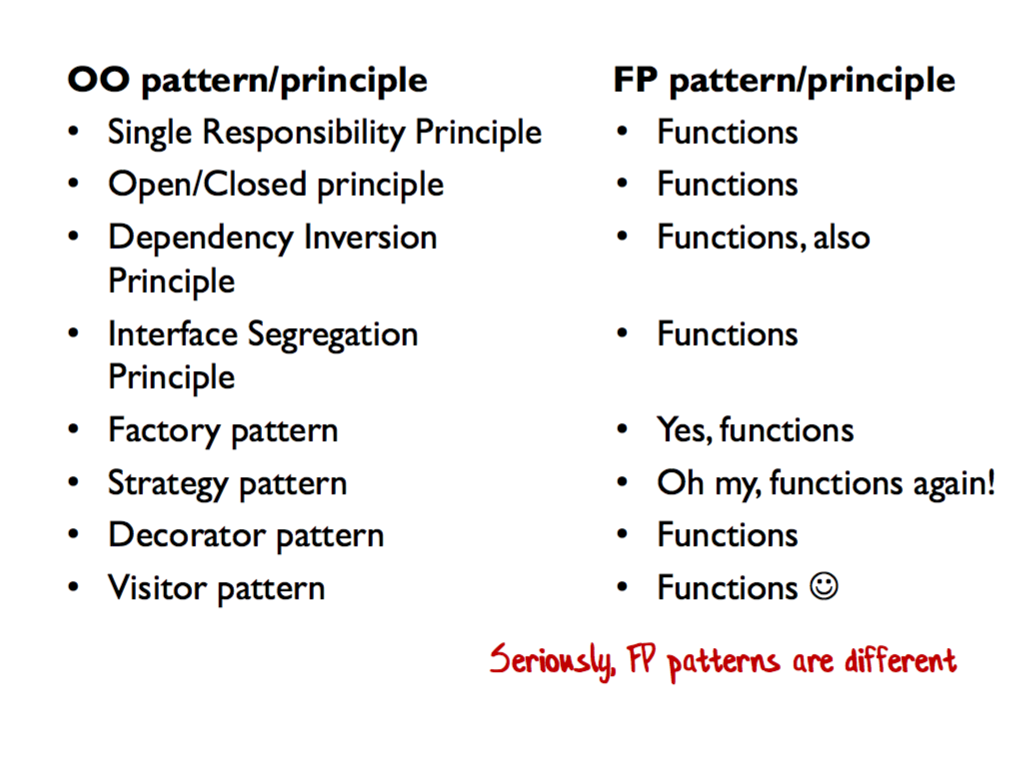 OO pattern/principle
• Single Responsibility Principle
• Open/Closed principle
• Dependency Inversion
Principle
• Interface Segregation
Principle
• Factory pattern
• Strategy pattern
• Decorator pattern
• Visitor pattern
FP pattern/principle
• Functions
• Functions
• Functions, also
• Functions
• Yes, functions
• Oh my, functions again!
• Functions
• Functions ☺
Seriously, FP patterns are different